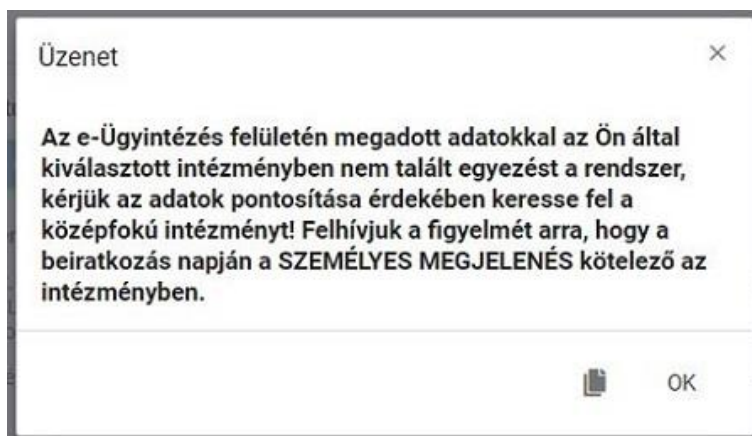 Üzenet
Az e-Ügyintézés felületén megadott adatokkal az Ön által
kiválasztott intézményben nem talált egyezést a rendszer,
kérjük az adatok pontosítása érdekében keresse fel a
középfokú intézményt! Felhívjuk a figyelmét arra, hogy a
beiratkozás napján a SZEMÉLYES MEGJELENÉS kötelező az
intézményben.
OK